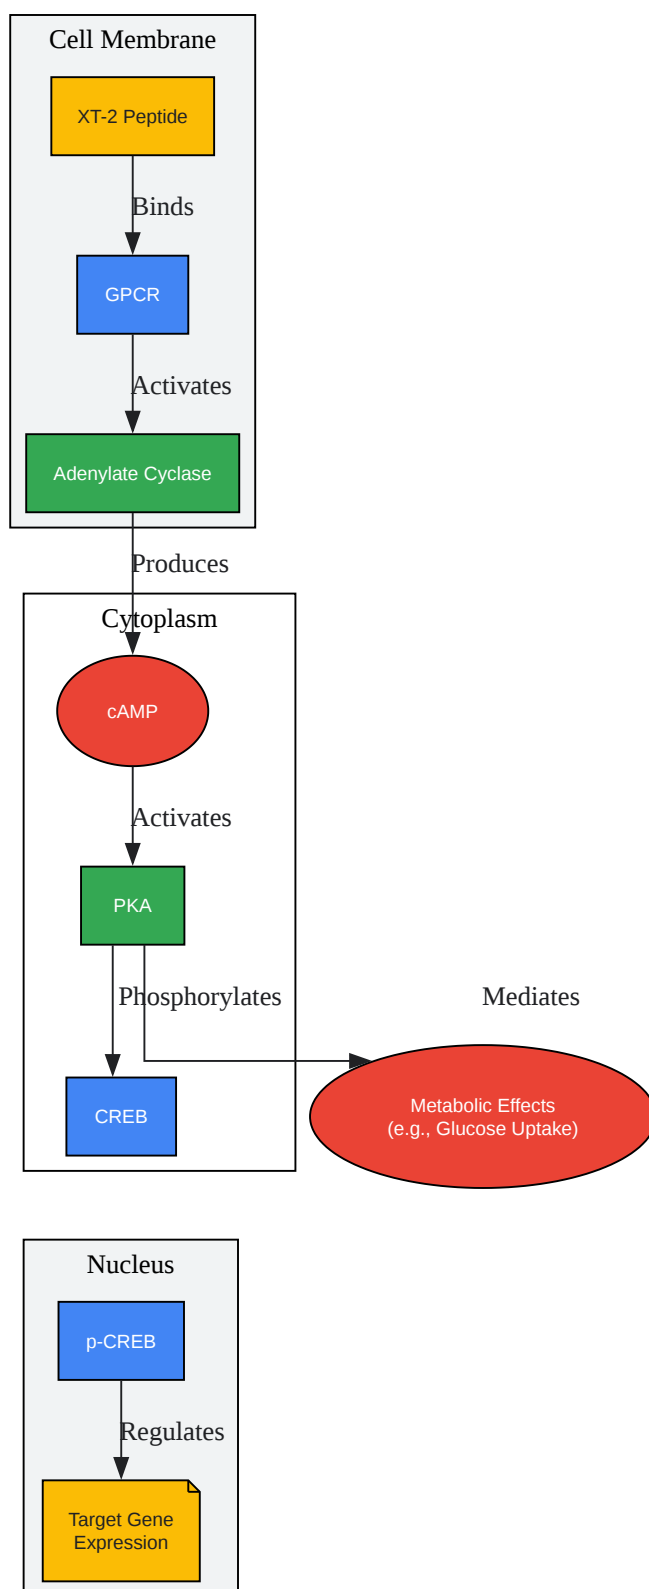 Cell Membrane
XT-2 Peptide
Binds
GPCR
Activates
Adenylate Cyclase
Produces
Cytoplasm
cAMP
Activates
PKA
Phosphorylates
Mediates
CREB
Metabolic Effects
(e.g., Glucose Uptake)
Nucleus
p-CREB
Regulates
Target Gene
Expression